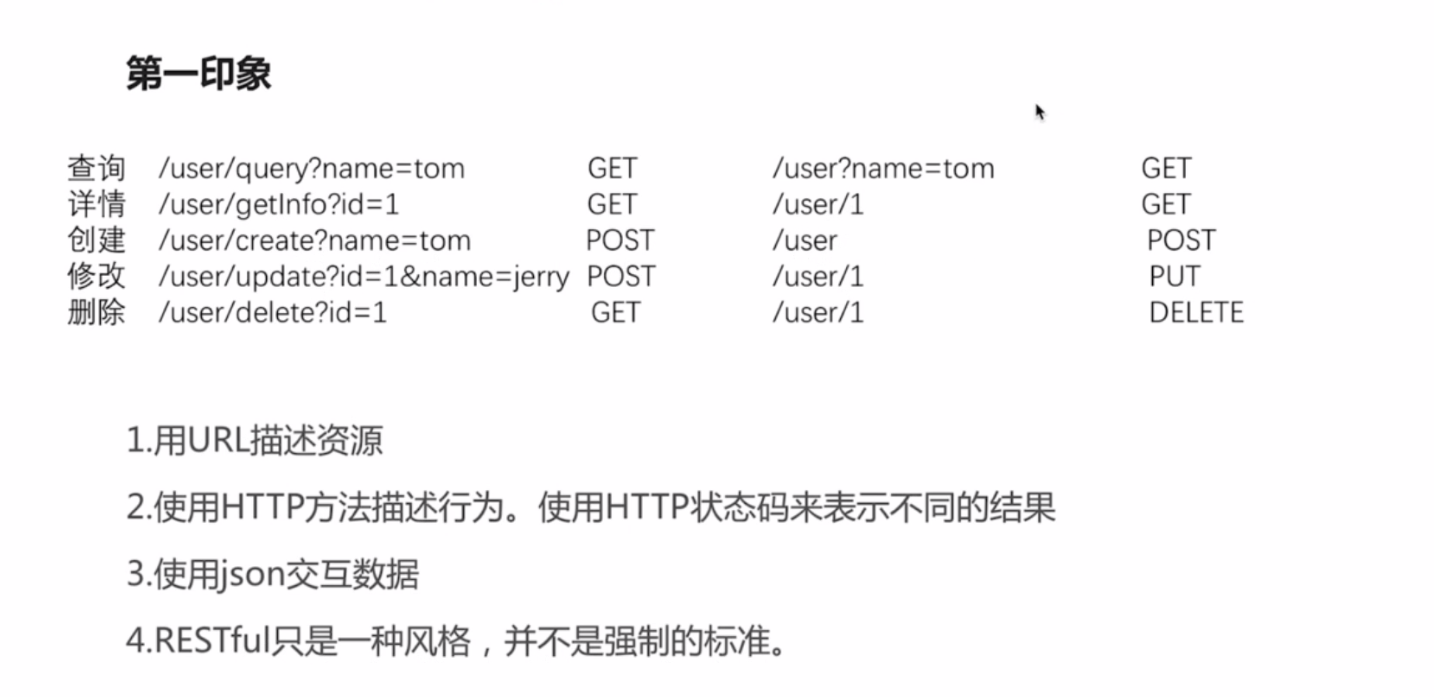 第一印象
查询 /user/query?name=tom GET /user?name=tom GET
详情 /user/getInfo?id=1 GET /user/1 GET
创建 /user/create?name=tom POST /user POST
修改 /user/update?id=1&name=jerry POST /user/1 PUT
删除 /user/delete?id=1 GET /user/1 DELETE
1.用URL描述资源
2.使用HTTP方法描述行为。使用HTTP状态码来表示不同的结果
3.使用json交互数据
4.RESTful只是一种风格，并不是强制的标准。